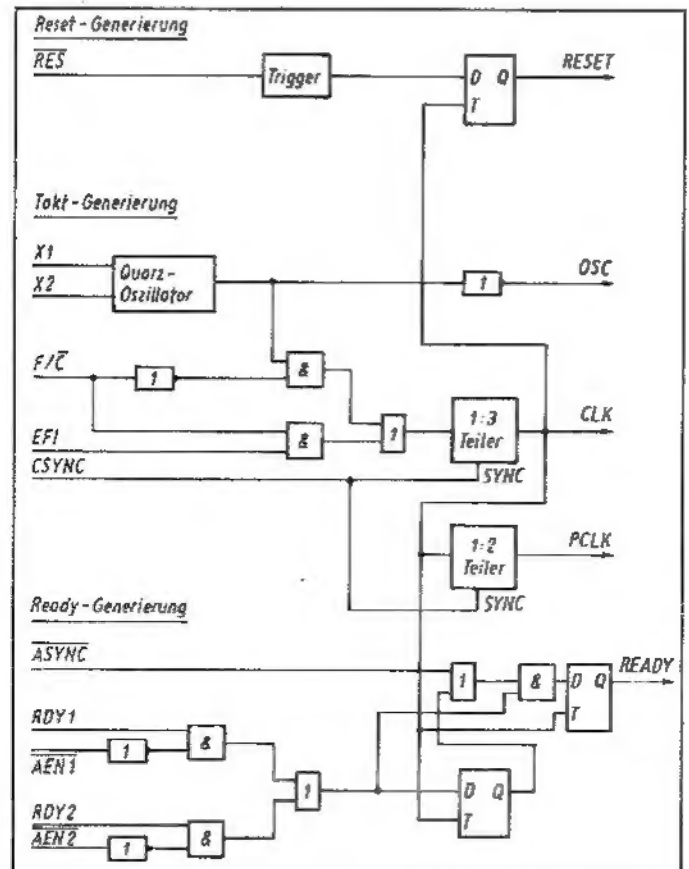 Reset-Generierung
RES
Trigger
D Q
T
RESET
Takt-Generierung
X1
X2
Quarz-
Oszillator
1
OSC
F/C
1
&
EFI
&
1
1:3
Teiler
CLK
CSYNC
SYNC
1:2
Teiler
PCLK
SYNC
Ready-Generierung
ASYNC
1
&
D Q
T
READY
RDY1
AEN1
1
&
1
D Q
T
RDY2
AEN2
1
&